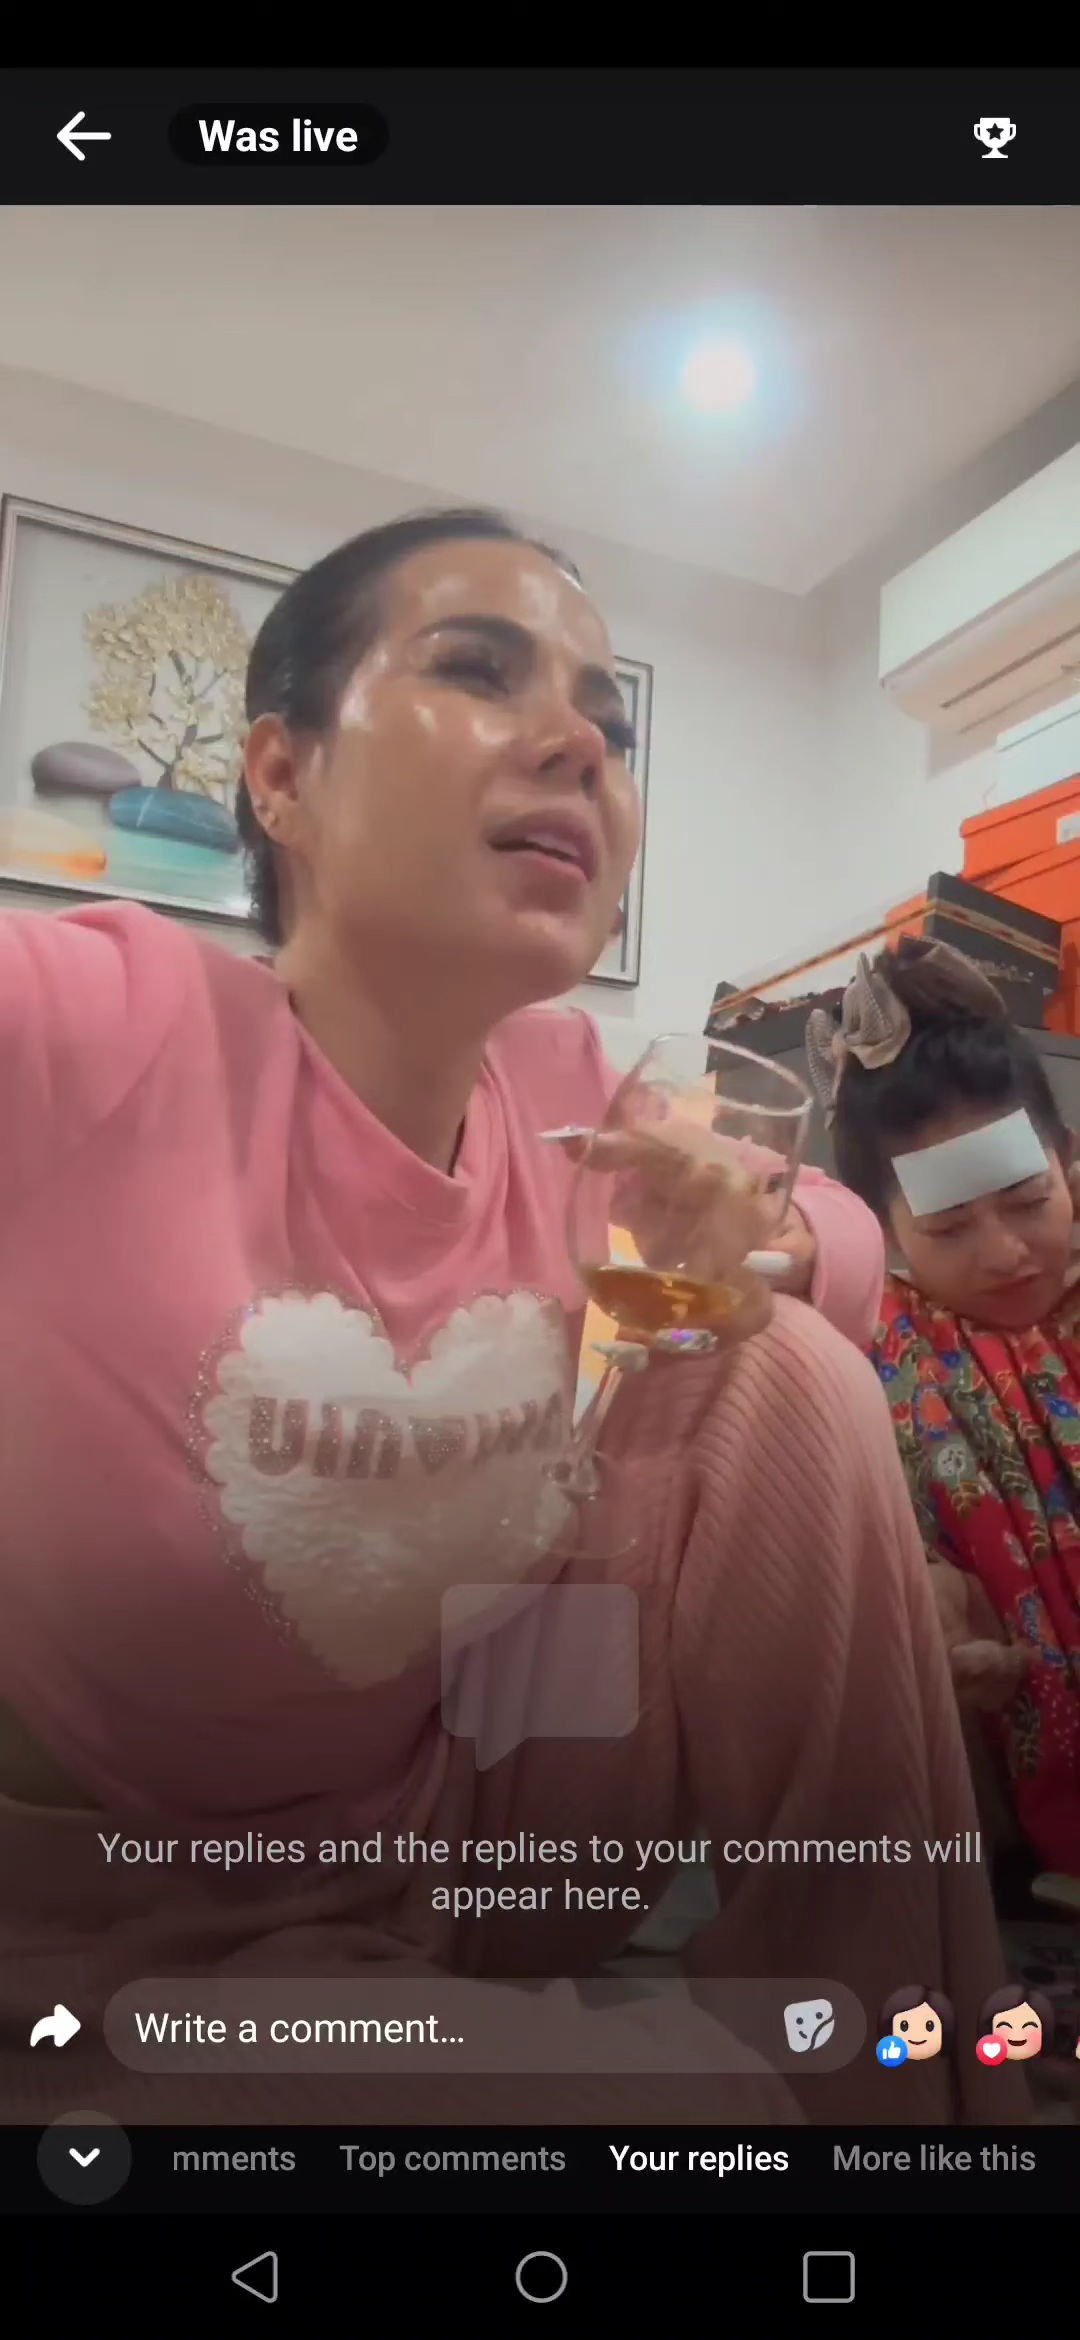 Was live
Your replies and the replies to your comments will
appear here.
Write a comment...
mments
Top comments
Your replies
More like this